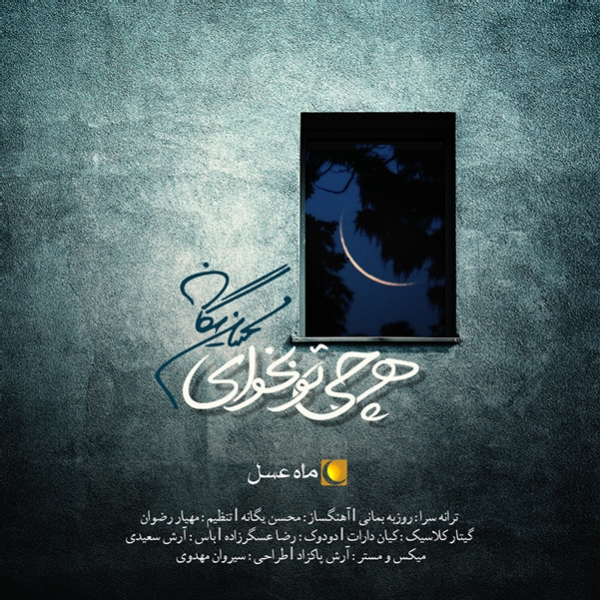 محسن یگانه
هرچی تو بخوای
ماه عسل
ترانه سرا : روزبه بمانی | آهنگساز : محسن یگانه | تنظیم : مهیار رضوان
گیتار کلاسیک : کیان دارات | دودوک : رضا عسگرزاده | باس : آرش سعیدی
میکس و مستر : آرش پاکزاد | طراحی : سیروان مهدوی